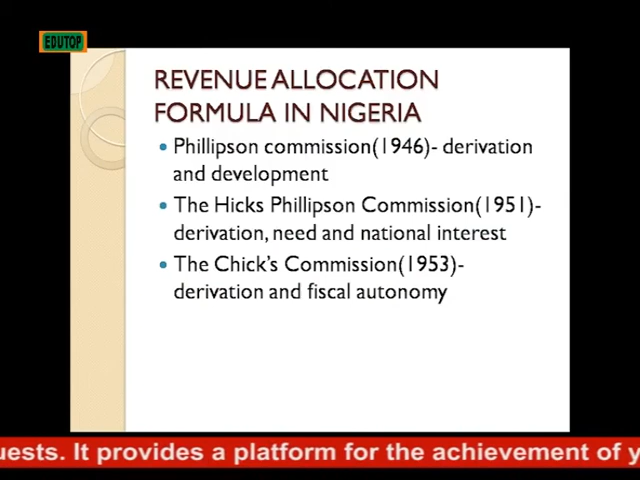 EDUTOP
REVENUE ALLOCATION
FORMULA IN NIGERIA
• Phillipson commission(1946)- derivation
and development
• The Hicks Phillipson Commission(1951)-
derivation, need and national interest
• The Chick's Commission(1953)-
derivation and fiscal autonomy
uests. It provides a platform for the achievement of y